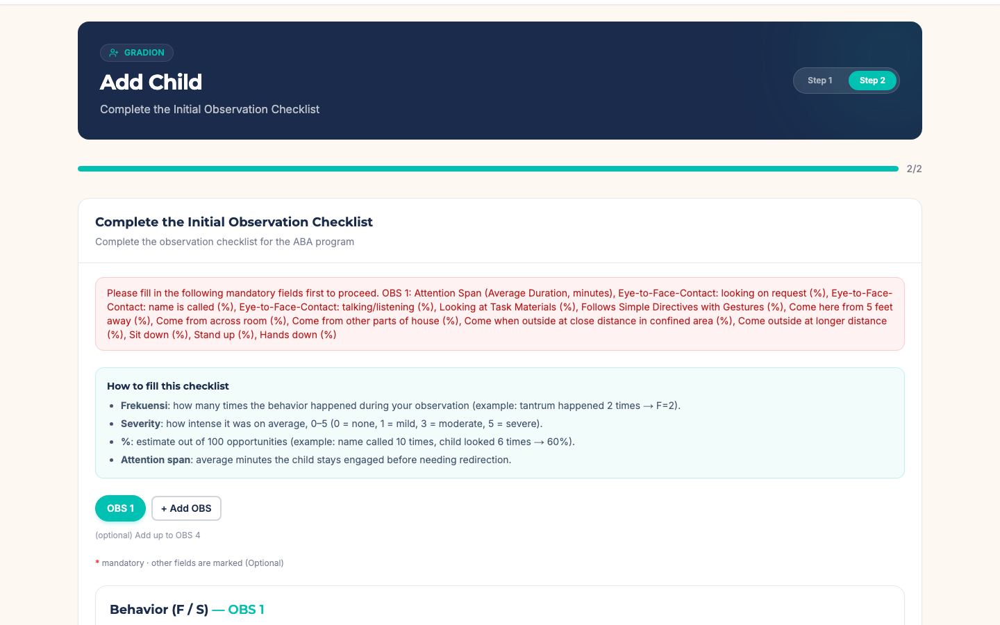 GRADION
Add Child
Complete the Initial Observation Checklist
Step 1
Step 2
2/2
Complete the Initial Observation Checklist
Complete the observation checklist for the ABA program
Please fill in the following mandatory fields first to proceed. OBS 1: Attention Span (Average Duration, minutes), Eye-to-Face-Contact: looking on request (%), Eye-to-Face-
Contact: name is called (%), Eye-to-Face-Contact: talking/listening (%), Looking at Task Materials (%), Follows Simple Directives with Gestures (%), Come here from 5 feet
away (%), Come from across room (%), Come from other parts of house (%), Come when outside at close distance in confined area (%), Come outside at longer distance
(%), Sit down (%), Stand up (%), Hands down (%)
How to fill this checklist
• Frekuensi: how many times the behavior happened during your observation (example: tantrum happened 2 times → F=2).
• Severity: how intense it was on average, 0–5 (0 = none, 1 = mild, 3 = moderate, 5 = severe).
• %: estimate out of 100 opportunities (example: name called 10 times, child looked 6 times → 60%).
• Attention span: average minutes the child stays engaged before needing redirection.
OBS 1
+ Add OBS
(optional) Add up to OBS 4
* mandatory · other fields are marked (Optional)
Behavior (F / S) — OBS 1